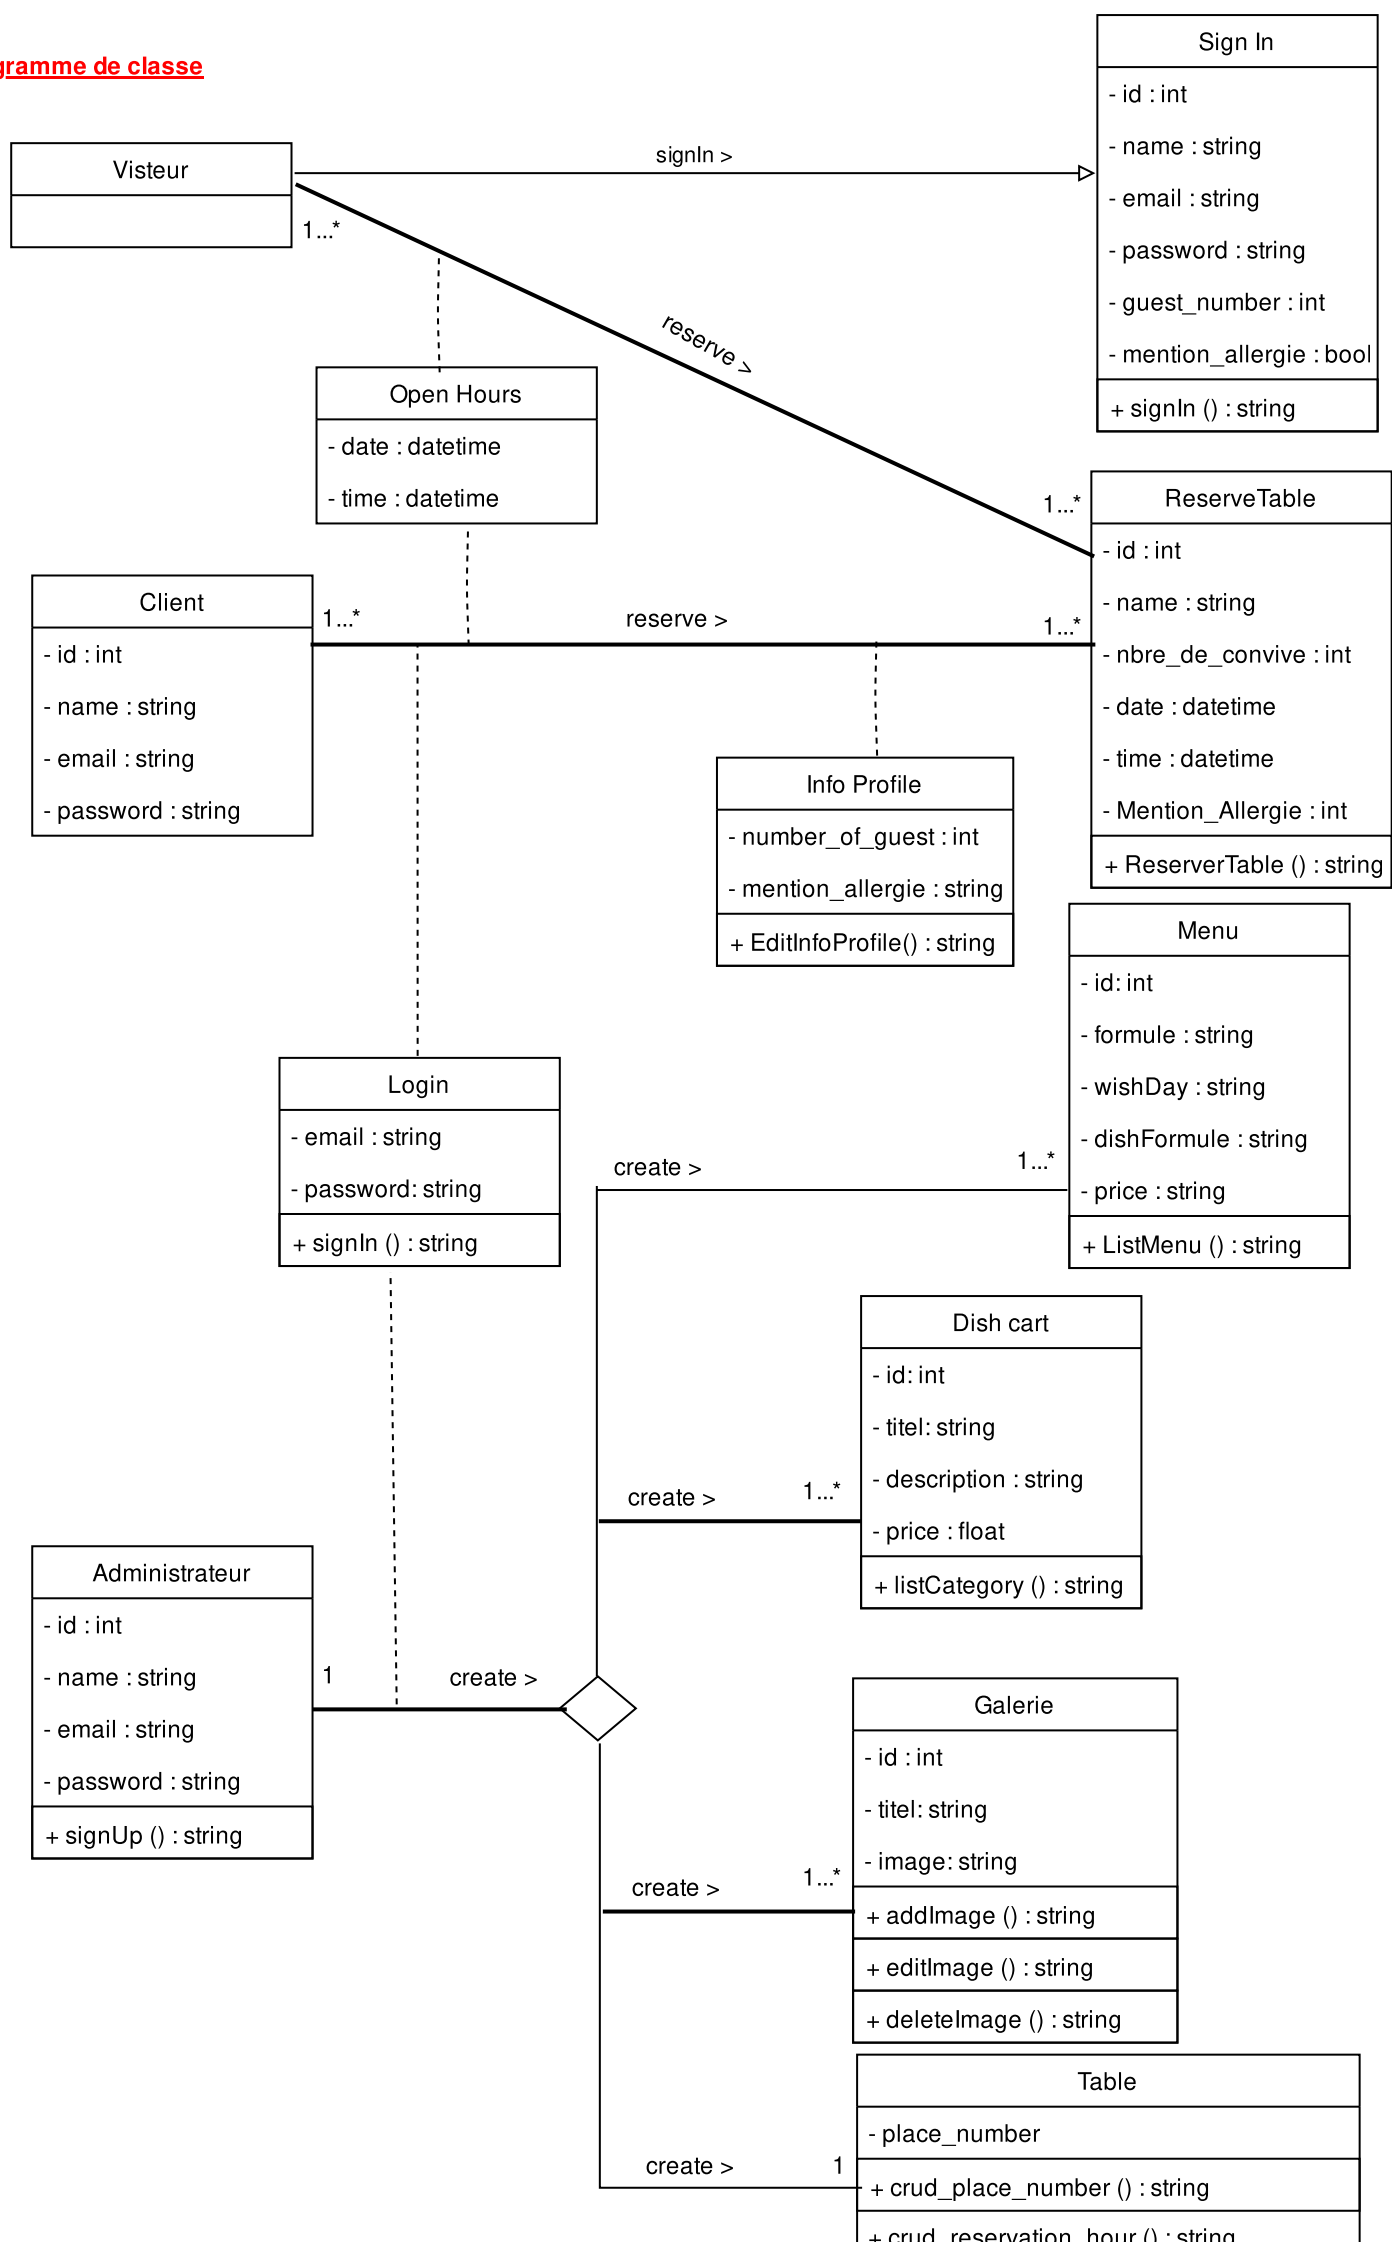 gramme de classe
Sign In
- id : int
- name : string
- email : string
- password : string
- guest_number : int
- mention_allergie : bool
+ signIn () : string
Visteur
signIn >
1...*
reserve >
1...*
Open Hours
- date : datetime
- time : datetime
ReserveTable
- id : int
- name : string
- nbre_de_convive : int
- date : datetime
- time : datetime
- Mention_Allergie : int
+ ReserverTable () : string
Client
- id : int
- name : string
- email : string
- password : string
1...*
reserve >
1...*
Info Profile
- number_of_guest : int
- mention_allergie : string
+ EditInfoProfile() : string
Menu
- id: int
- formule : string
- wishDay : string
- dishFormule : string
- price : string
+ ListMenu () : string
Login
- email : string
- password: string
+ signIn () : string
create >
1...*
Dish cart
- id: int
- titel: string
- description : string
- price : float
+ listCategory () : string
create >
1...*
Administrateur
- id : int
- name : string
- email : string
- password : string
+ signUp () : string
1
create >
Galerie
- id : int
- titel: string
- image: string
+ addImage () : string
+ editImage () : string
+ deleteImage () : string
create >
1...*
Table
- place_number
+ crud_place_number () : string
+ crud_reservation_hour () : string
create >
1